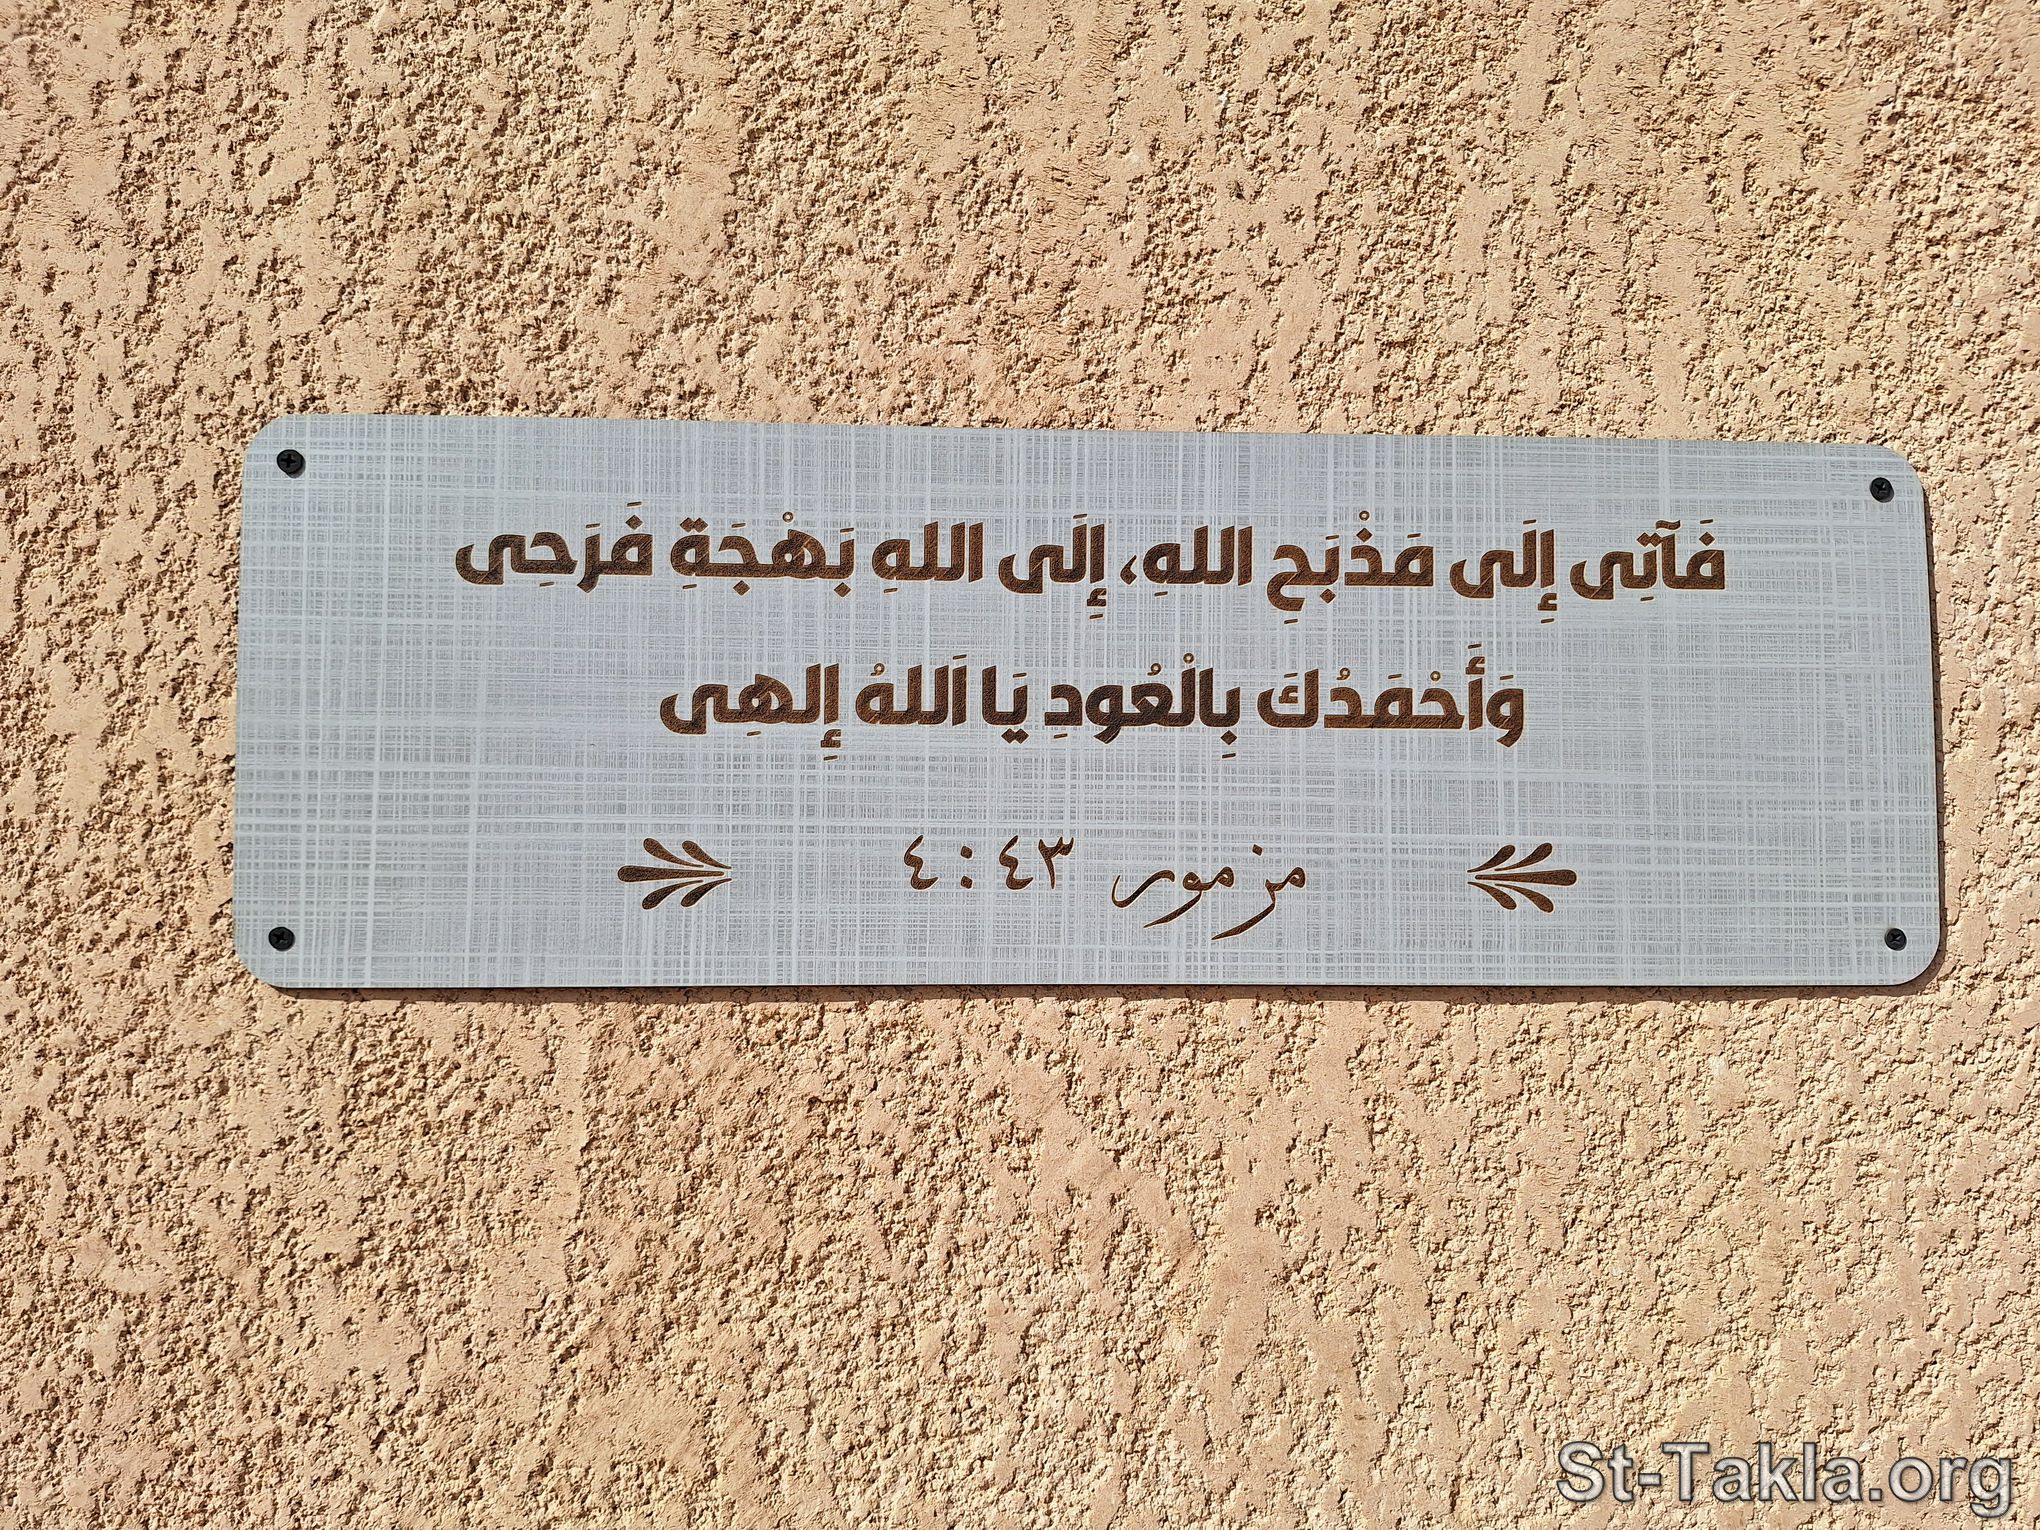 فَآتِى إِلَى مَذْبَحِ اللهِ، إِلَى اللهِ بَهْجَةِ فَرَحِى
وَأَحْمَدُكَ بِالْعُودِ يَا اَللهُ إِلهِى
مزمور ٤٣ : ٤
St-Takla.org